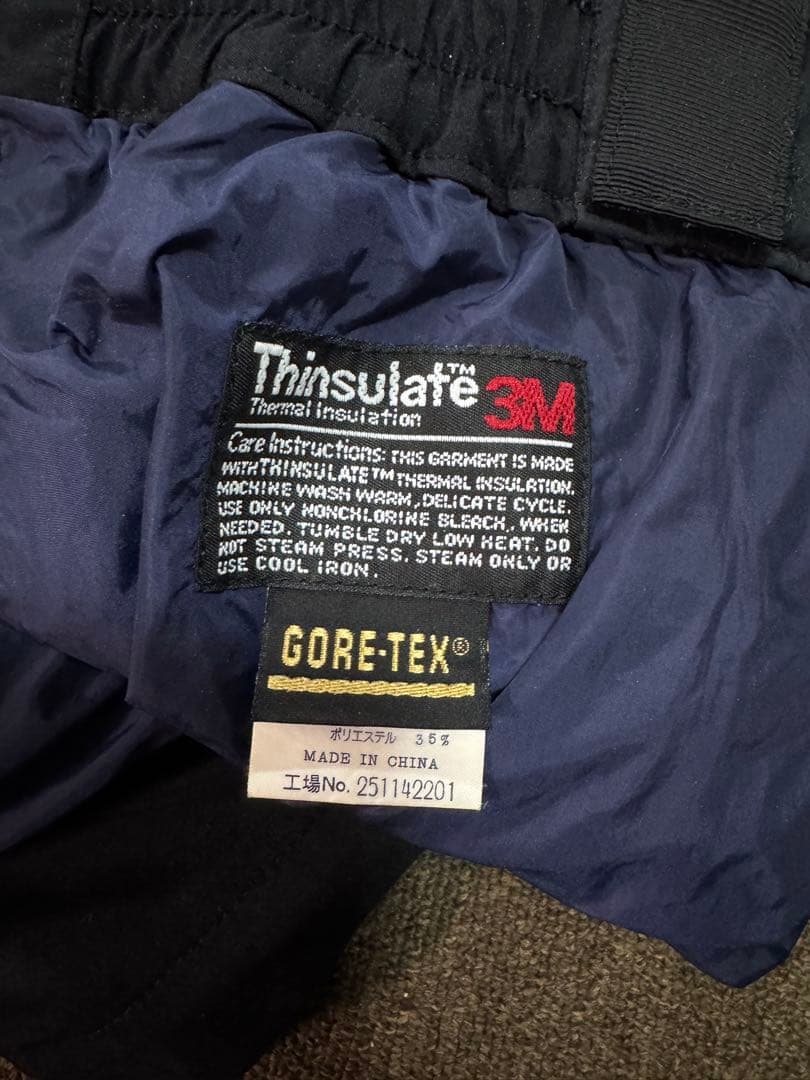 Thinsulate™ 3M
Thermal Insulation
Care Instructions: THIS GARMENT IS MADE
WITH THINSULATE™ THERMAL INSULATION.
MACHINE WASH WARM, DELICATE CYCLE.
USE ONLY NONCHLORINE BLEACH, WHEN
NEEDED. TUMBLE DRY LOW HEAT. DO
NOT STEAM PRESS. STEAM ONLY OR
USE COOL IRON.
GORE-TEX®
ポリエステル 35%
MADE IN CHINA
工場No. 251142201